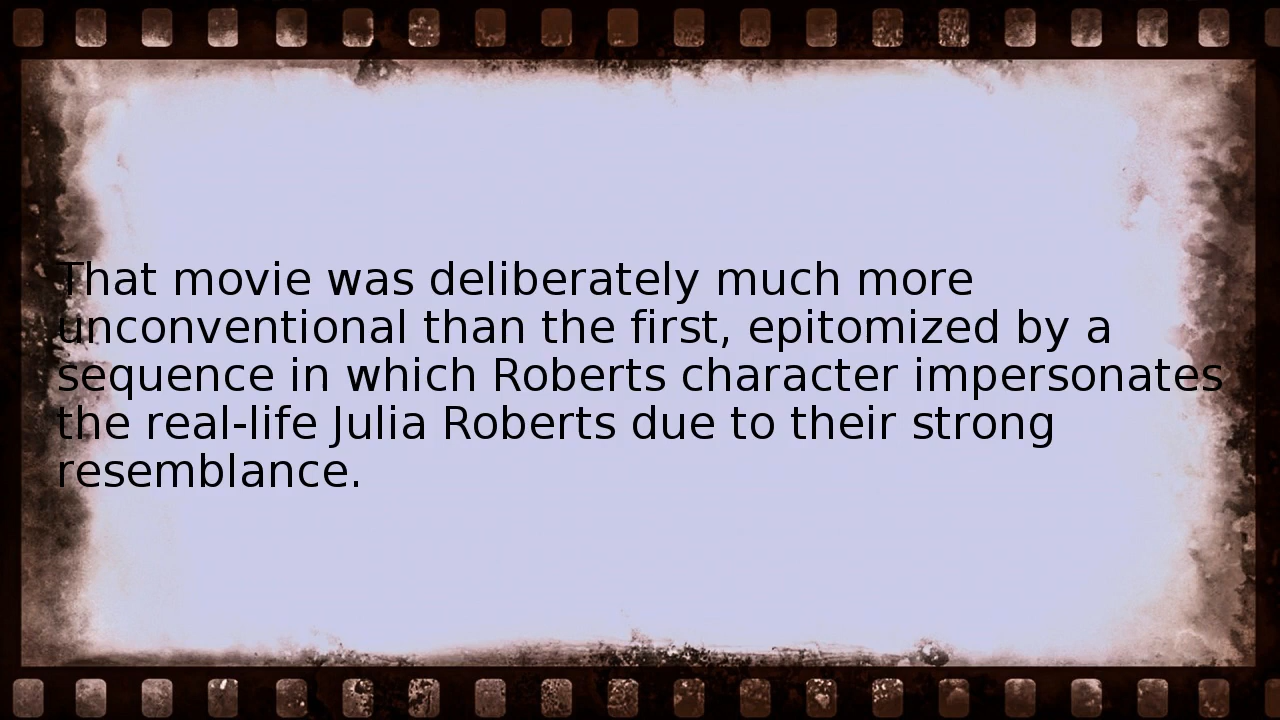 That movie was deliberately much more
unconventional than the first, epitomized by a
sequence in which Roberts character impersonates
the real-life Julia Roberts due to their strong
resemblance.